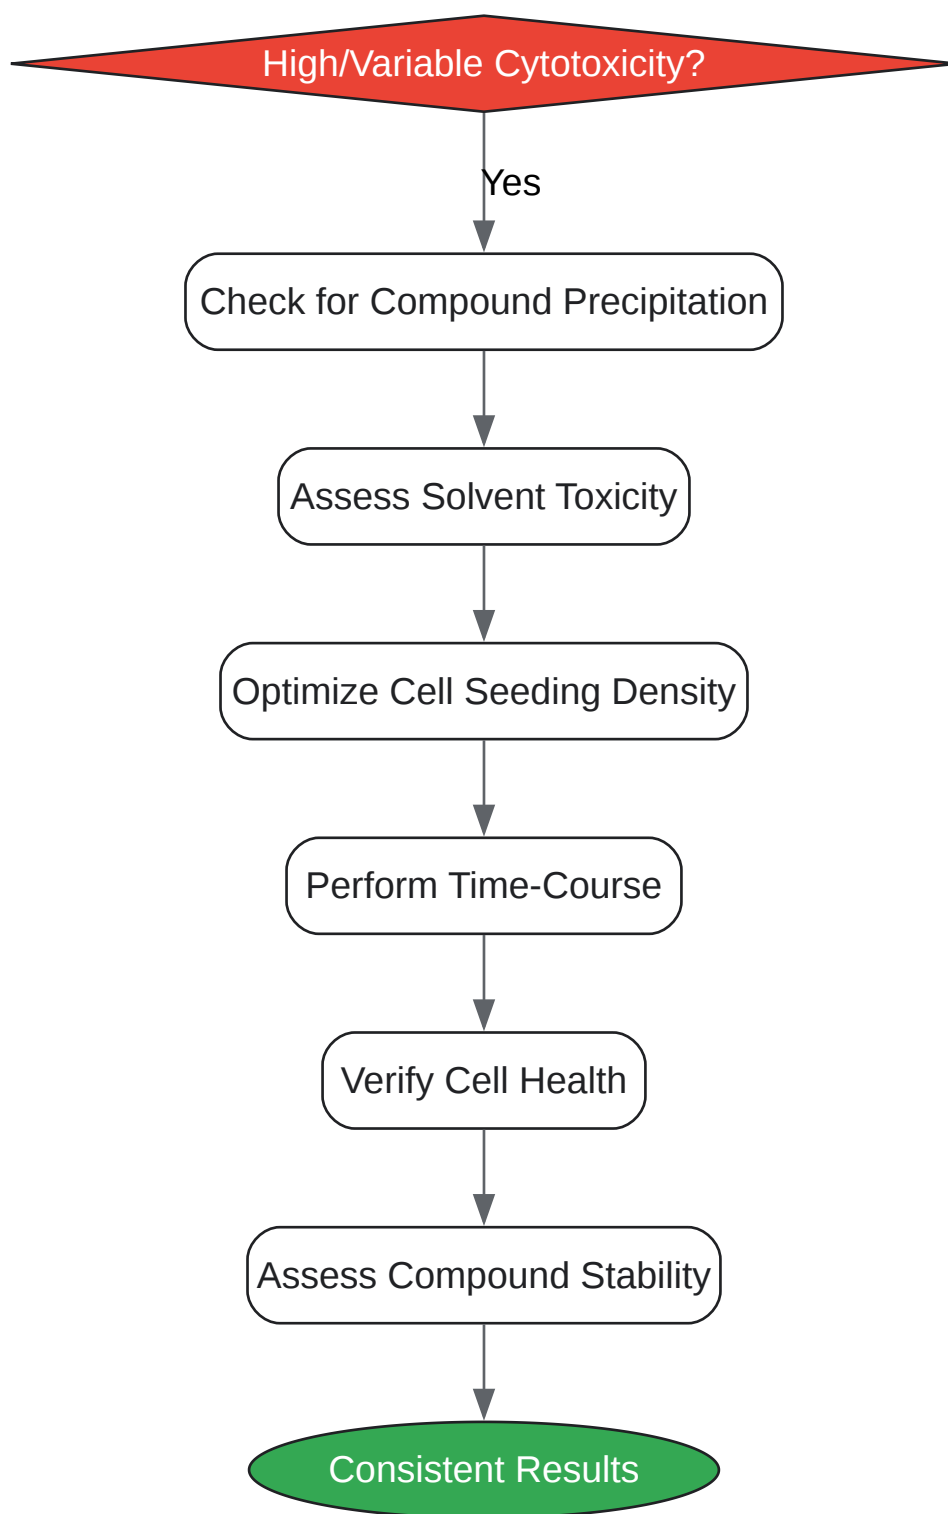 High/Variable Cytotoxicity?
Yes
Check for Compound Precipitation
Assess Solvent Toxicity
Optimize Cell Seeding Density
Perform Time-Course
Verify Cell Health
Assess Compound Stability
Consistent Results